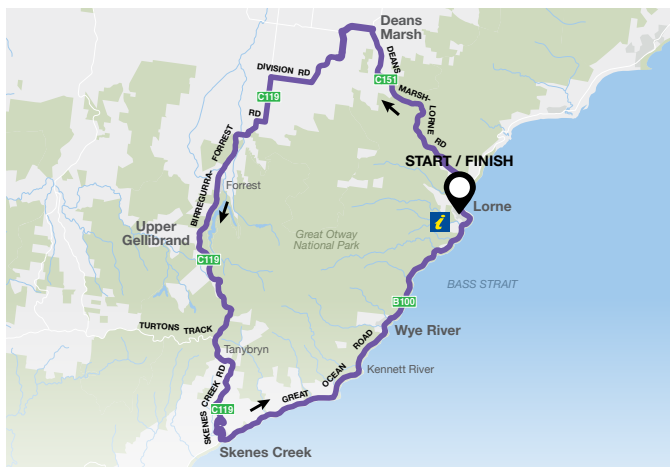 Deans
Marsh
DIVISION RD
C119
DEANS
MARSH-
LORNE
RD
C151
START / FINISH
BIRREGURRA-
FORREST
RD
Forrest
Lorne
i
Upper
Gellibrand
Great Otway
National Park
C119
BASS STRAIT
B100
TURTONS TRACK
Wye River
Tanybryn
Kennett River
SKENES CREEK RD
C119
GREAT
OCEAN
ROAD
Skenes Creek